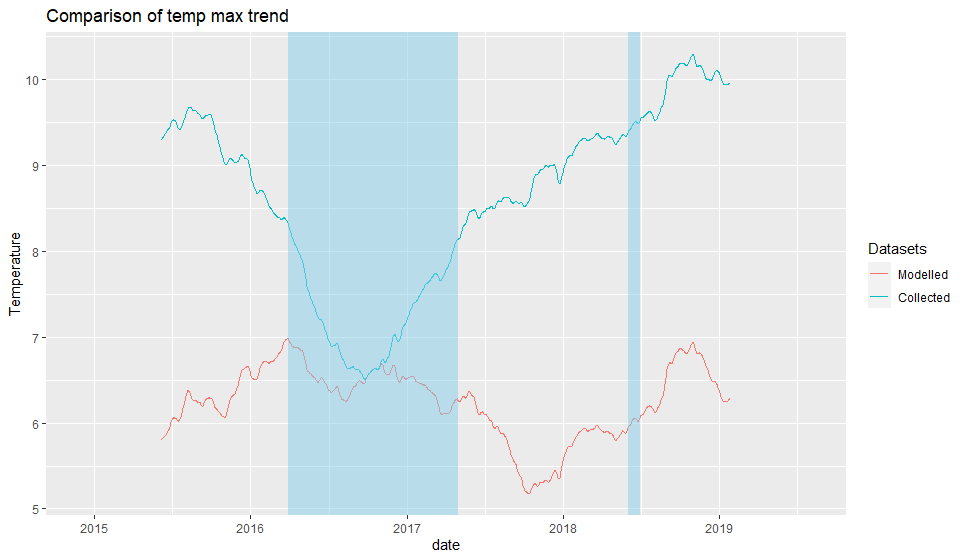 Comparison of temp max trend
10
9
8
7
6
5
Temperature
2015 2016 2017 2018 2019
date
Datasets
Modelled
Collected